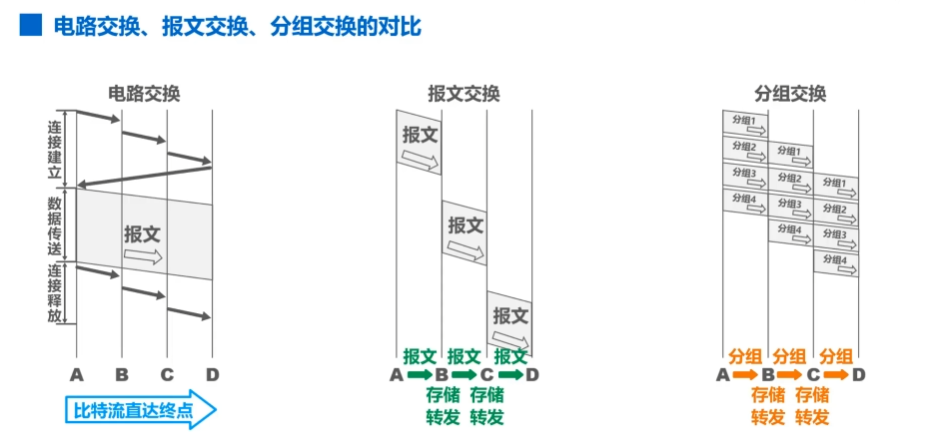 电路交换、报文交换、分组交换的对比
电路交换
连接建立
数据传送
连接释放
报文
A B C D
比特流直达终点
报文交换
报文
报文
报文
报文 报文 报文
A B C D
存储 存储
转发 转发
分组交换
分组1
分组2 分组1
分组3 分组2 分组1
分组4 分组3 分组2
分组4 分组3
分组4
分组 分组 分组
A B C D
存储 存储
转发 转发